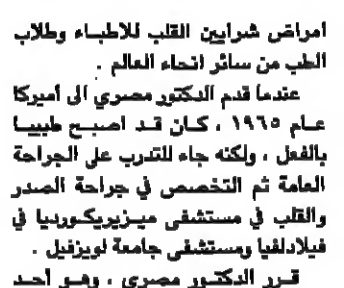 امراض شرايين القلب للاطباء وطلاب
الطب من سائر انحاء العالم .
عندما قدم الدكتور مصري الى أميركا
عام ١٩٦٥ ، كان قد اصبح طبيبا
بالفعل ، ولكنه جاء للتدرب على الجراحة
العامة ثم التخصص في جراحة الصدر
والقلب في مستشفى ميزيريكورديا في
فيلادلفيا ومستشفى جامعة لويزفيل .
قرر الدكتور مصري ، وهو احد